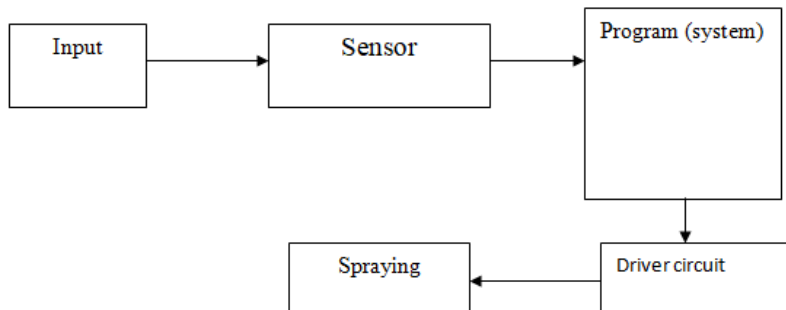 Input
Sensor
Program (system)
Spraying
Driver circuit